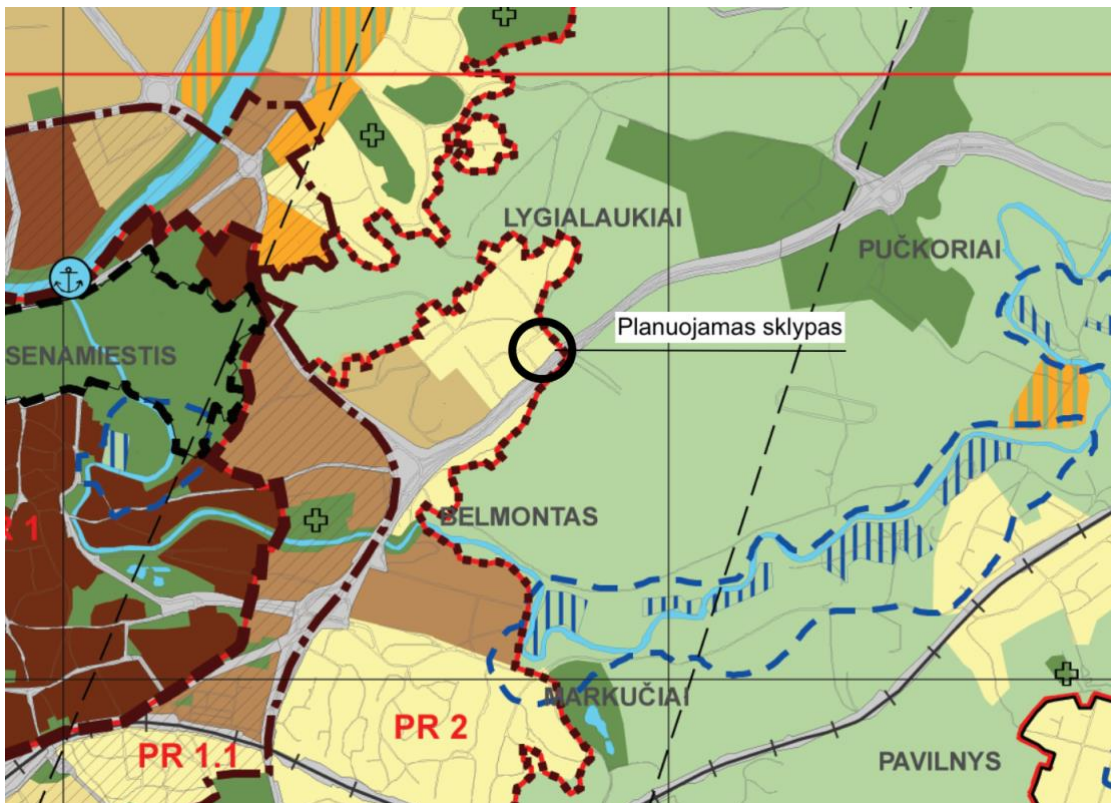 LYGIALAUKIAI
PUČKORIAI
Planuojamas sklypas
SENAMIESTIS
BELMONTAS
1
MARKUČIAI
PR 2
PR 1.1
PAVILNYS